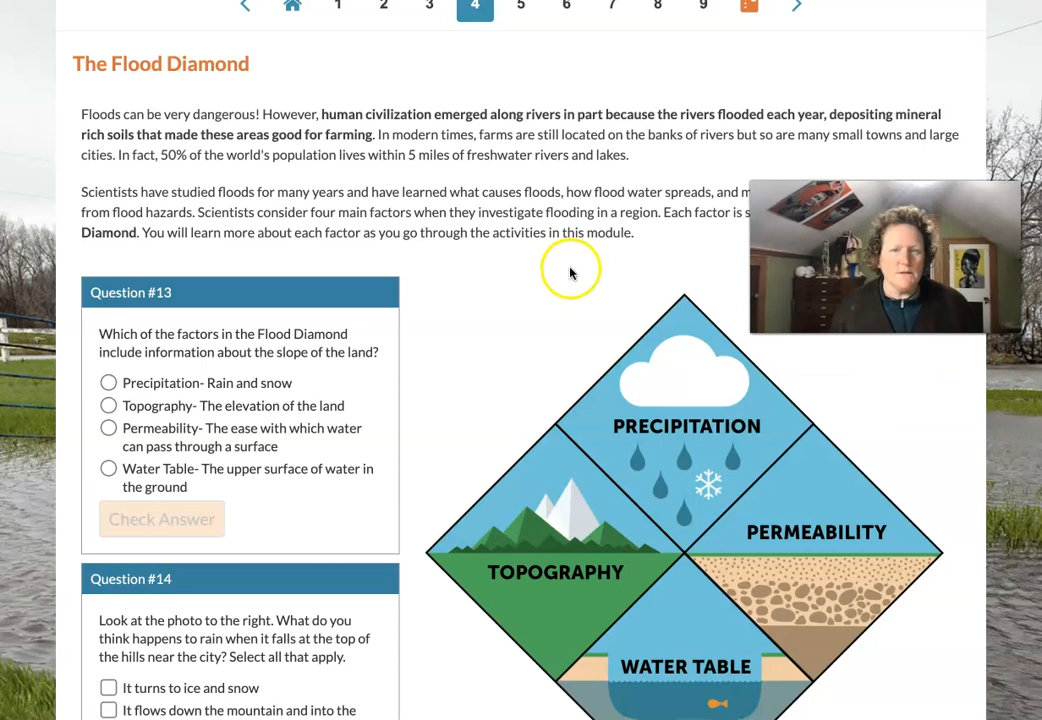 1 2 3 4 5 6 7 8 9
The Flood Diamond
Floods can be very dangerous! However, human civilization emerged along rivers in part because the rivers flooded each year, depositing mineral
rich soils that made these areas good for farming. In modern times, farms are still located on the banks of rivers but so are many small towns and large
cities. In fact, 50% of the world's population lives within 5 miles of freshwater rivers and lakes.
Scientists have studied floods for many years and have learned what causes floods, how flood water spreads, and
from flood hazards. Scientists consider four main factors when they investigate flooding in a region. Each factor is
Diamond. You will learn more about each factor as you go through the activities in this module.
Question #13
Which of the factors in the Flood Diamond
include information about the slope of the land?
Precipitation- Rain and snow
Topography- The elevation of the land
Permeability- The ease with which water
can pass through a surface
Water Table- The upper surface of water in
the ground
Check Answer
Question #14
Look at the photo to the right. What do you
think happens to rain when it falls at the top of
the hills near the city? Select all that apply.
It turns to ice and snow
It flows down the mountain and into the
PRECIPITATION
PERMEABILITY
TOPOGRAPHY
WATER TABLE